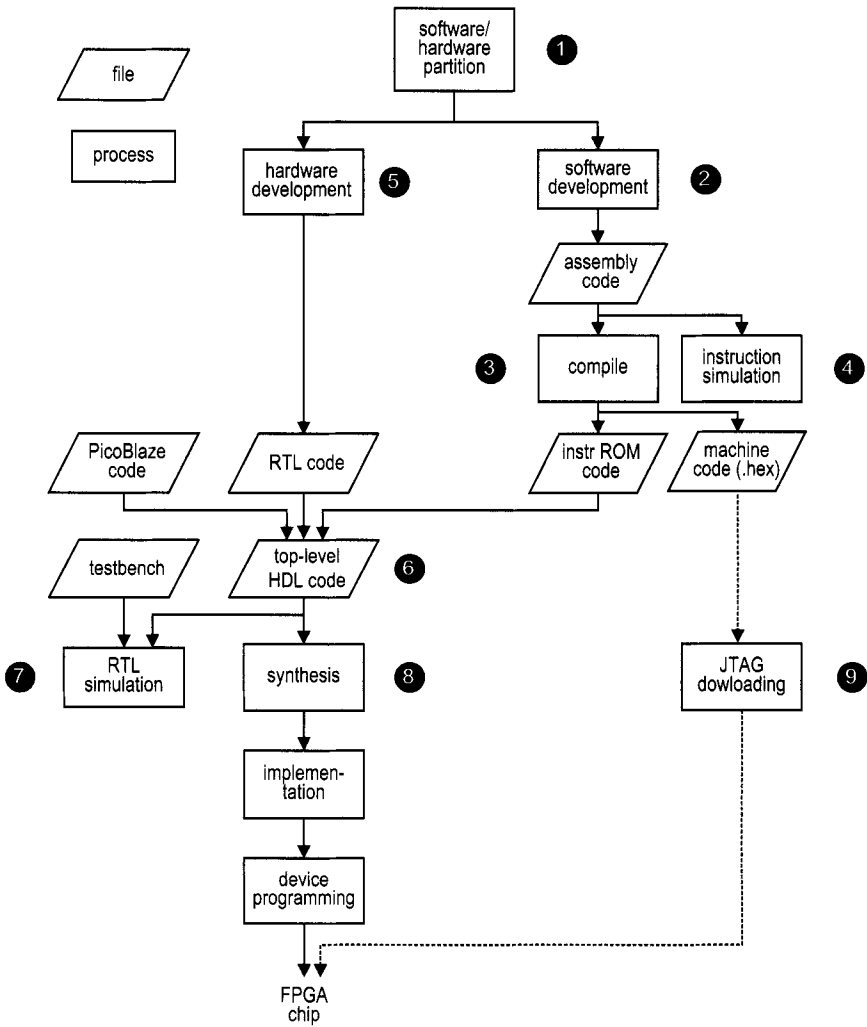 software/
hardware
partition
1
file
process
hardware
development
5
software
development
2
assembly
code
3
compile
instruction
simulation
4
PicoBlaze
code
RTL code
instr ROM
code
machine
code (.hex)
testbench
top-level
HDL code
6
7
RTL
simulation
synthesis
8
JTAG
dowloading
9
implemen-
tation
device
programming
FPGA
chip